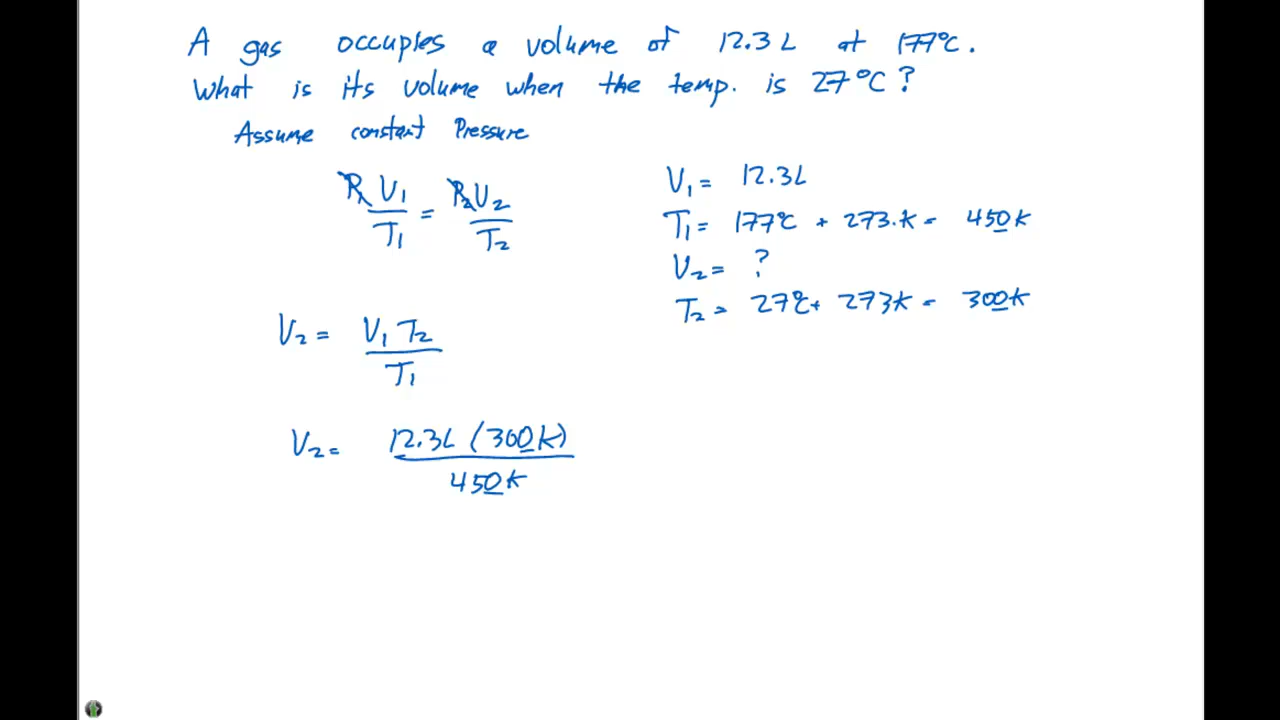 A gas occupies a volume of 12.3 L at 177°C.
What is its volume when the temp. is 27°C?
Assume constant Pressure
P₁V₁/T₁ = P₂V₂/T₂
V₁ = 12.3L
T₁ = 177°C + 273.K = 450K
V₂ = ?
T₂ = 27°C + 273K = 300K
V₂ = V₁T₂/T₁
V₂ = 12.3L (300K)/450K